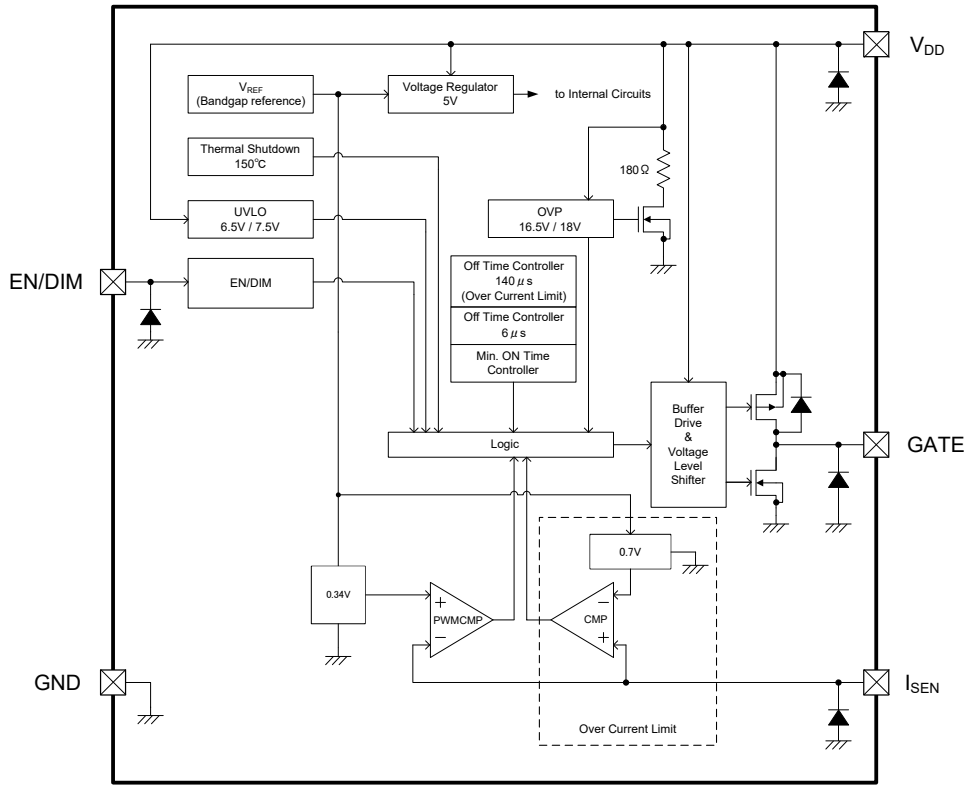 V_DD
V_REF
(Bandgap reference)
Voltage Regulator
5V
to Internal Circuits
Thermal Shutdown
150℃
180Ω
UVLO
6.5V / 7.5V
OVP
16.5V / 18V
EN/DIM
EN/DIM
Off Time Controller
140μs
(Over Current Limit)
Off Time Controller
6μs
Min. ON Time
Controller
Buffer
Drive
&
Voltage
Level
Shifter
Logic
GATE
0.7V
0.34V
+
PWMCMP
−
−
CMP
+
GND
I_SEN
Over Current Limit